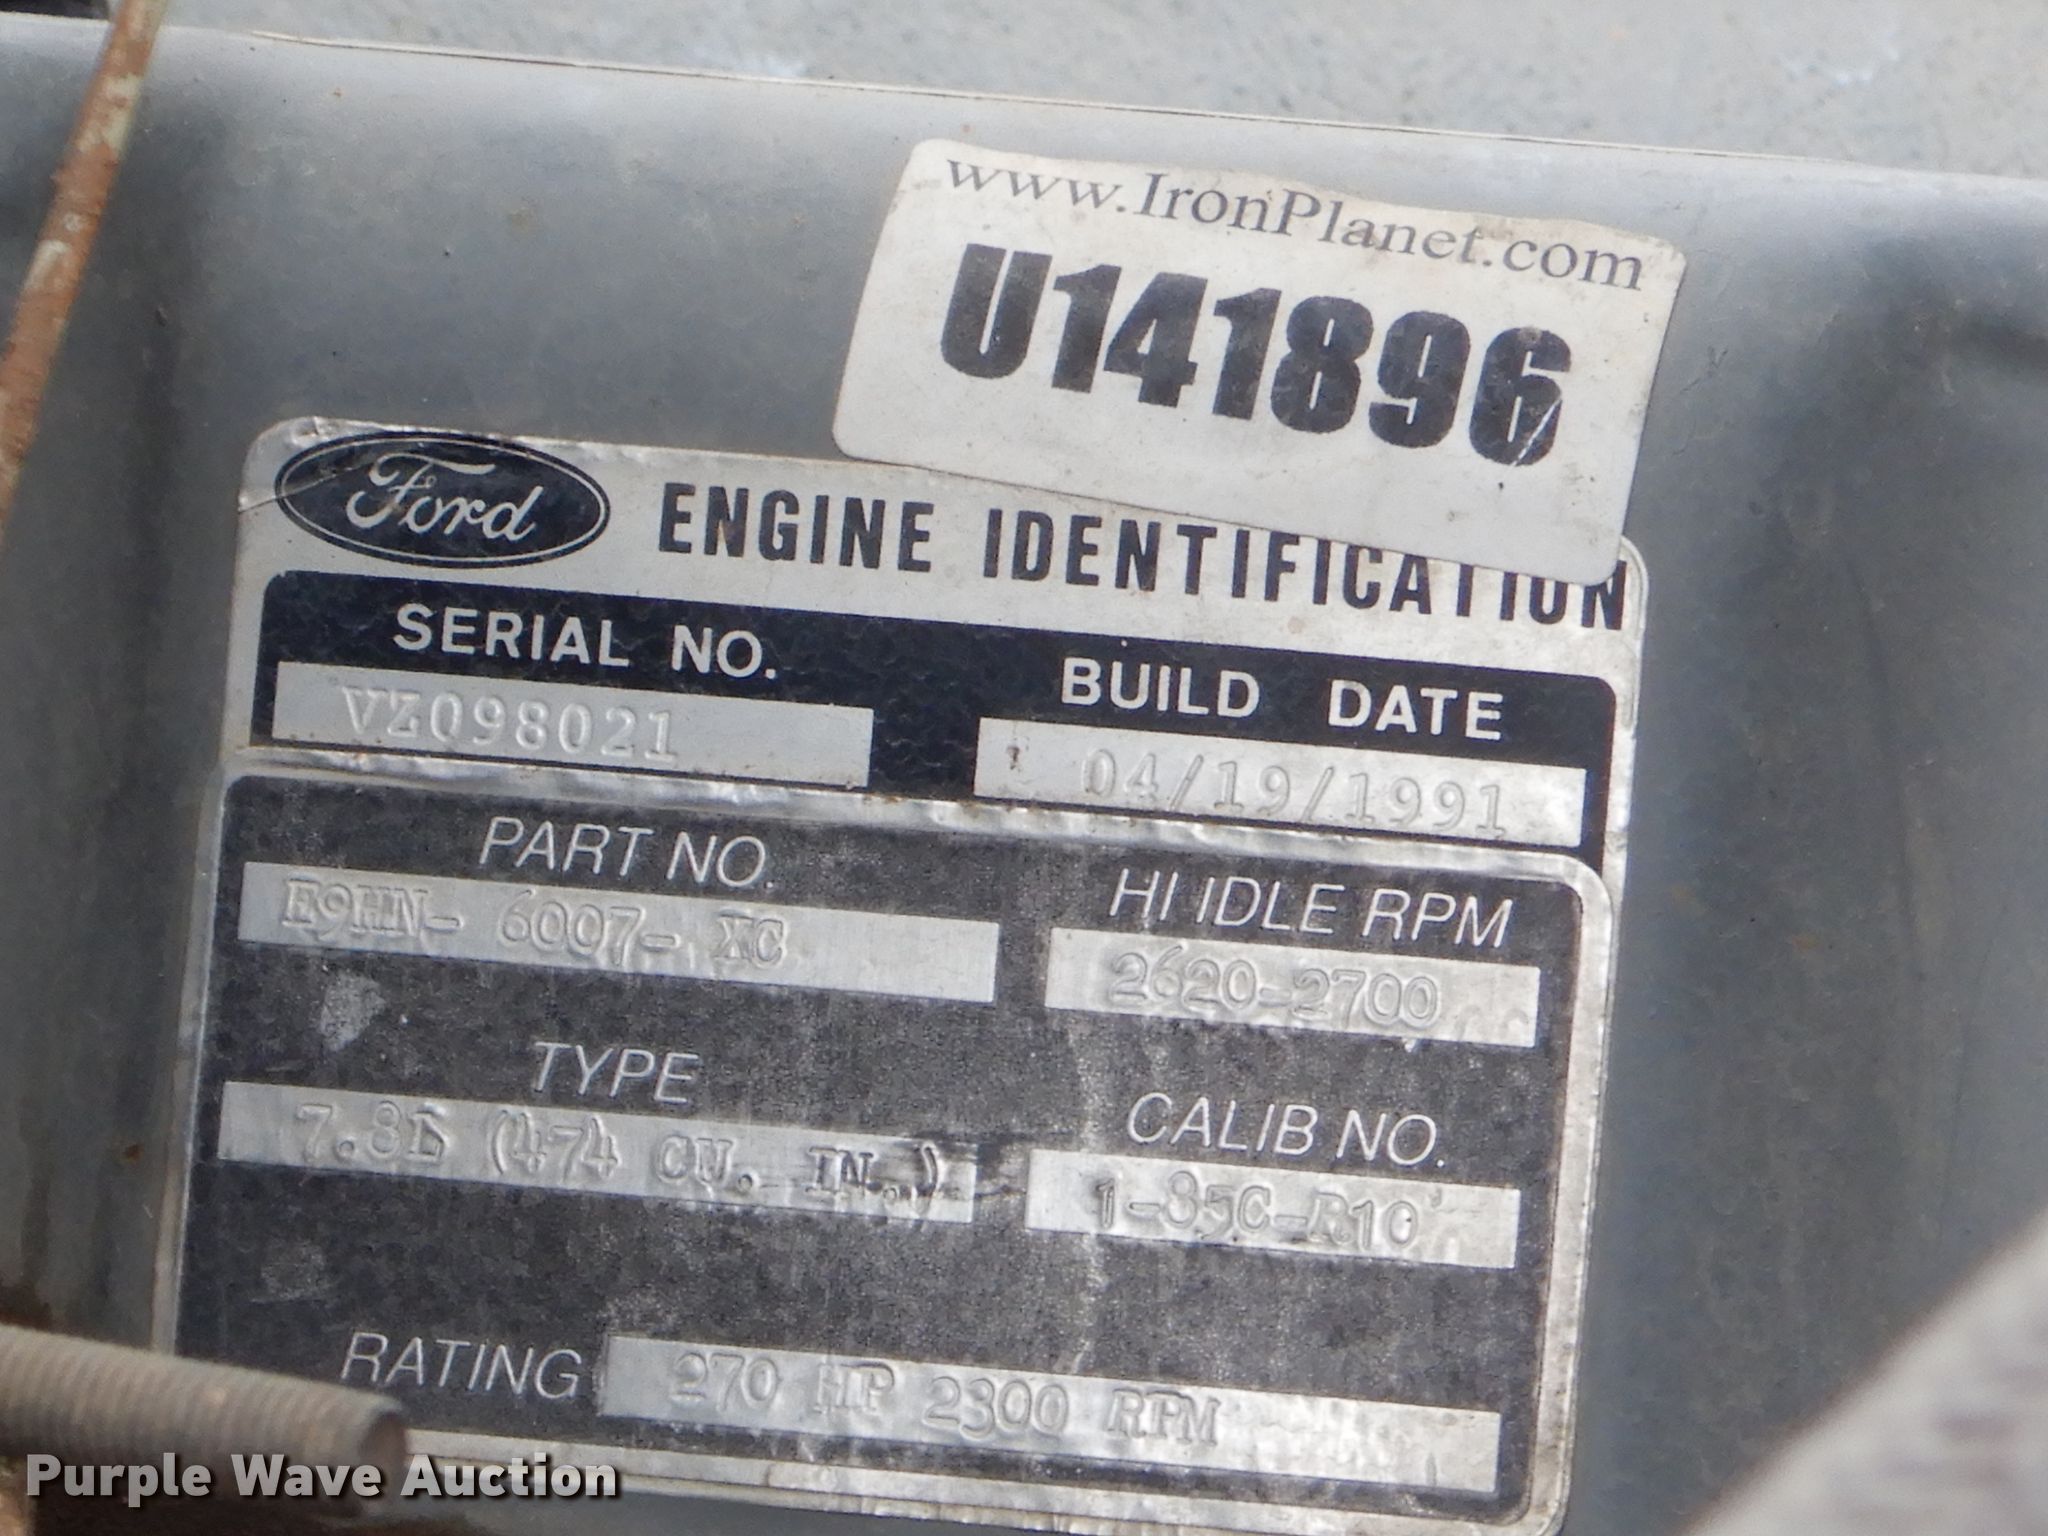 www.IronPlanet.com
U141896
Ford ENGINE IDENTIFICATION
SERIAL NO. BUILD DATE
VZ098021 04/19/1991
PART NO. HI IDLE RPM
E9HN- 6007- XC 2620-2700
TYPE CALIB NO.
7.8L (474 CU. IN.) 1-85C-R10
RATING 270 HP 2300 RPM
Purple Wave Auction